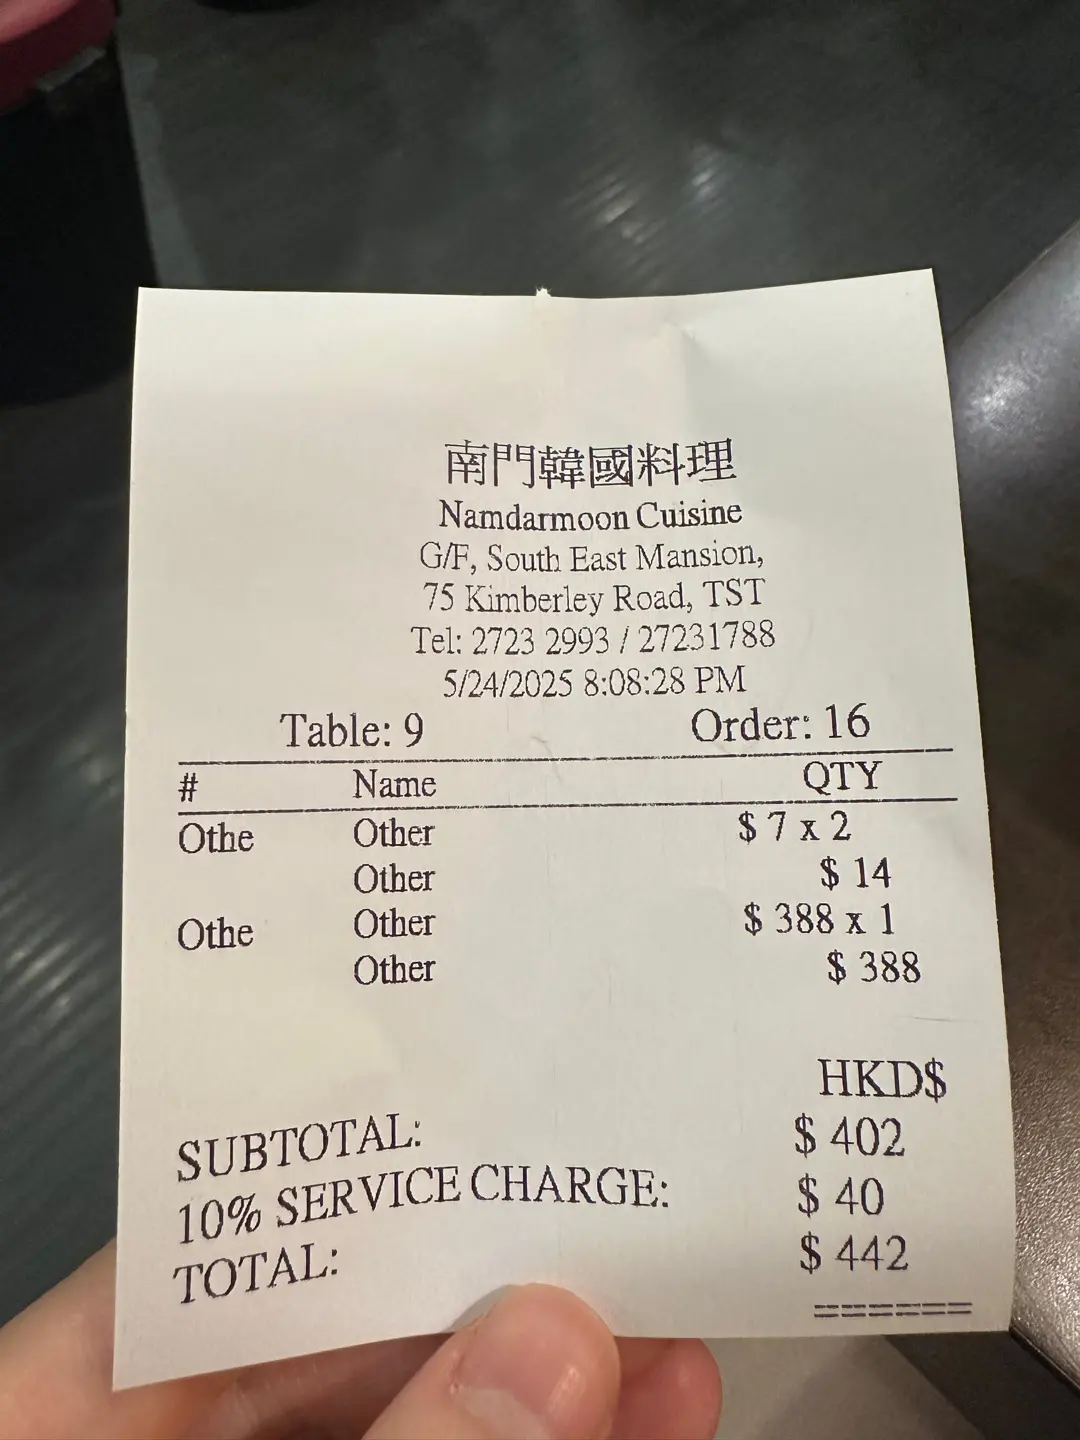 南門韓國料理
Namdarmoon Cuisine
G/F, South East Mansion,
75 Kimberley Road, TST
Tel: 2723 2993 / 27231788
5/24/2025 8:08:28 PM
Table: 9 Order: 16
# Name QTY
Othe Other $ 7 x 2
Other $ 14
Othe Other $ 388 x 1
Other $ 388
HKD$
SUBTOTAL: $ 402
10% SERVICE CHARGE: $ 40
TOTAL: $ 442
======